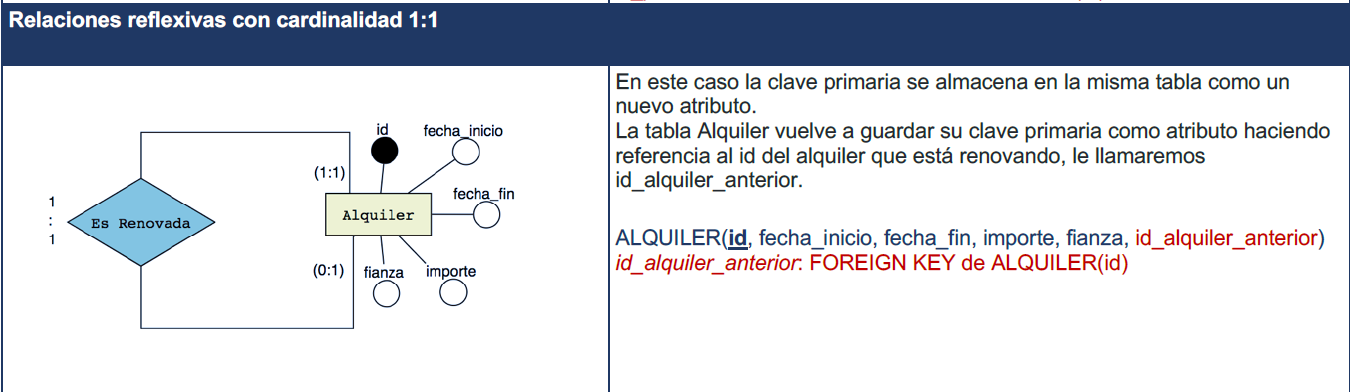 Relaciones reflexivas con cardinalidad 1:1
id
fecha_inicio
(1:1)
fecha_fin
1
:
1
Es Renovada
Alquiler
(0:1)
fianza
importe
En este caso la clave primaria se almacena en la misma tabla como un
nuevo atributo.
La tabla Alquiler vuelve a guardar su clave primaria como atributo haciendo
referencia al id del alquiler que está renovando, le llamaremos
id_alquiler_anterior.
ALQUILER(id, fecha_inicio, fecha_fin, importe, fianza, id_alquiler_anterior)
id_alquiler_anterior: FOREIGN KEY de ALQUILER(id)